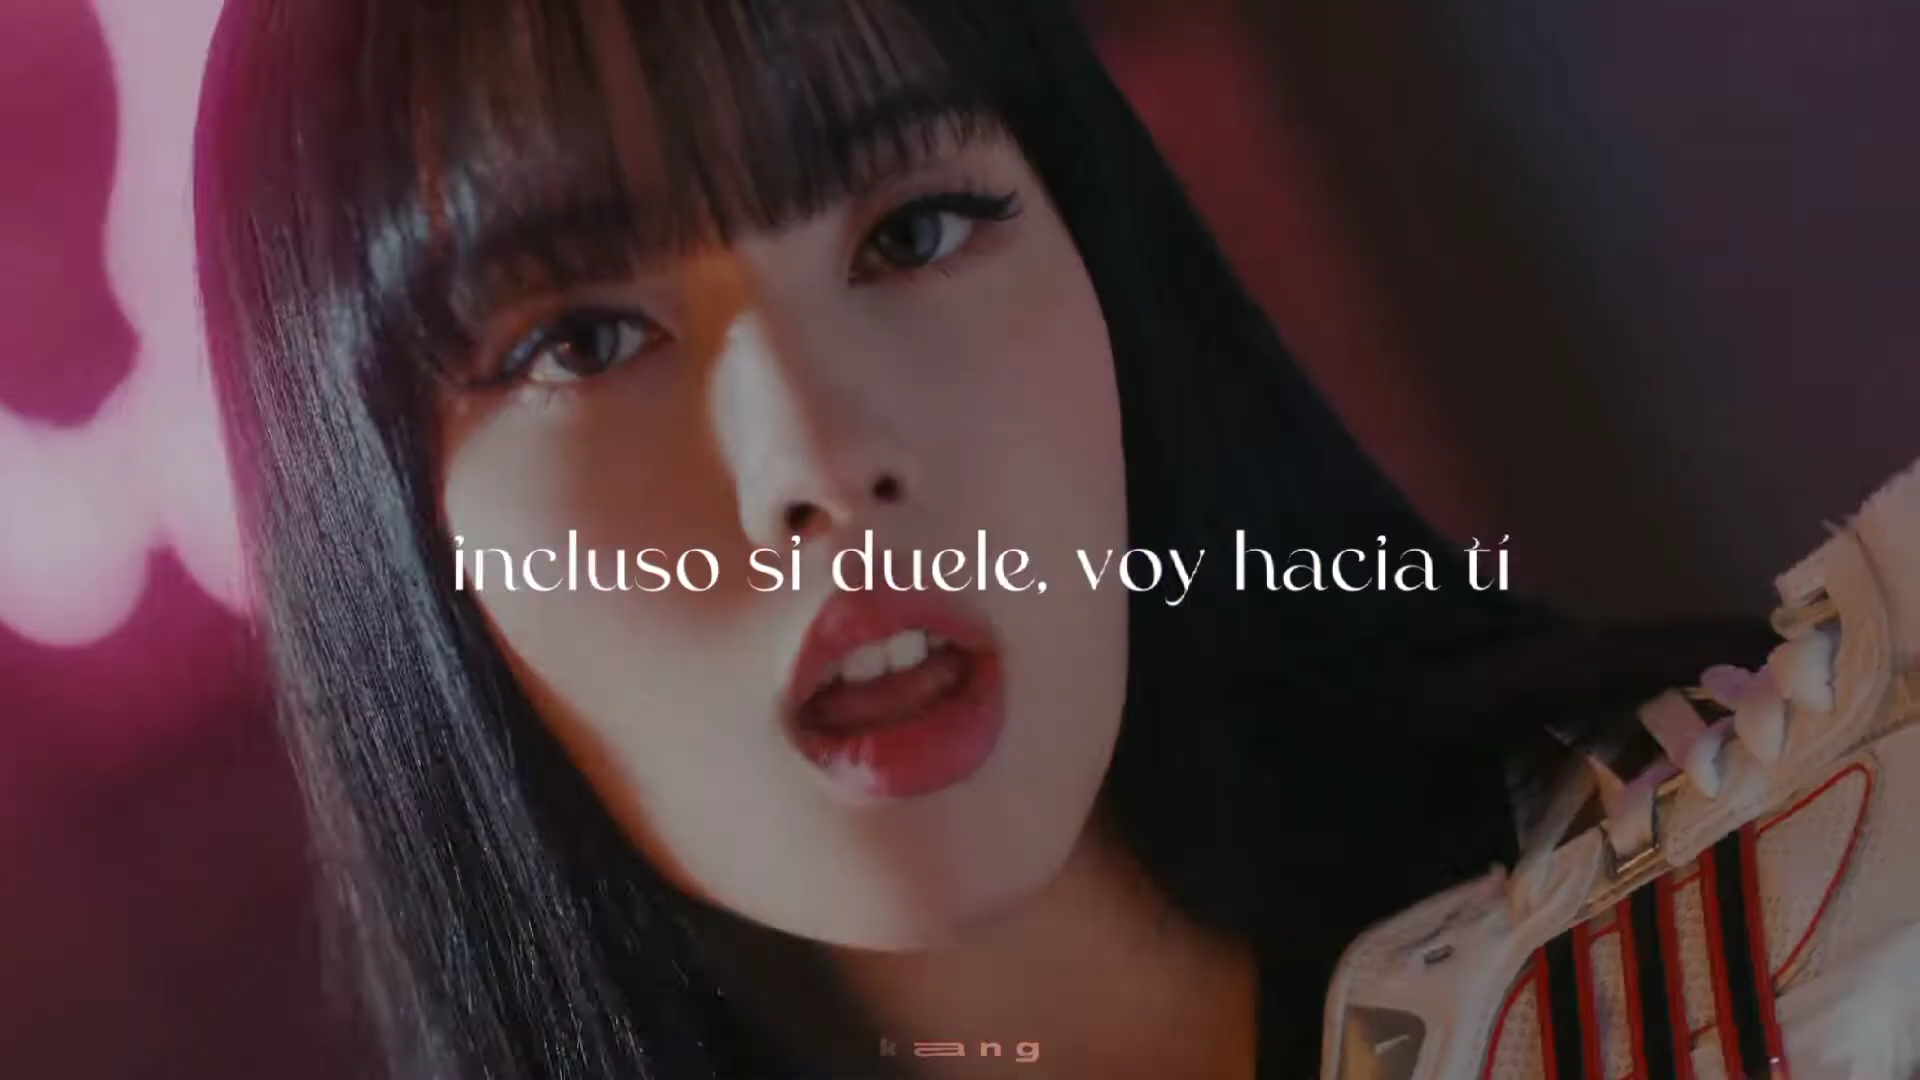 incluso si duele, voy hacia tí
kang